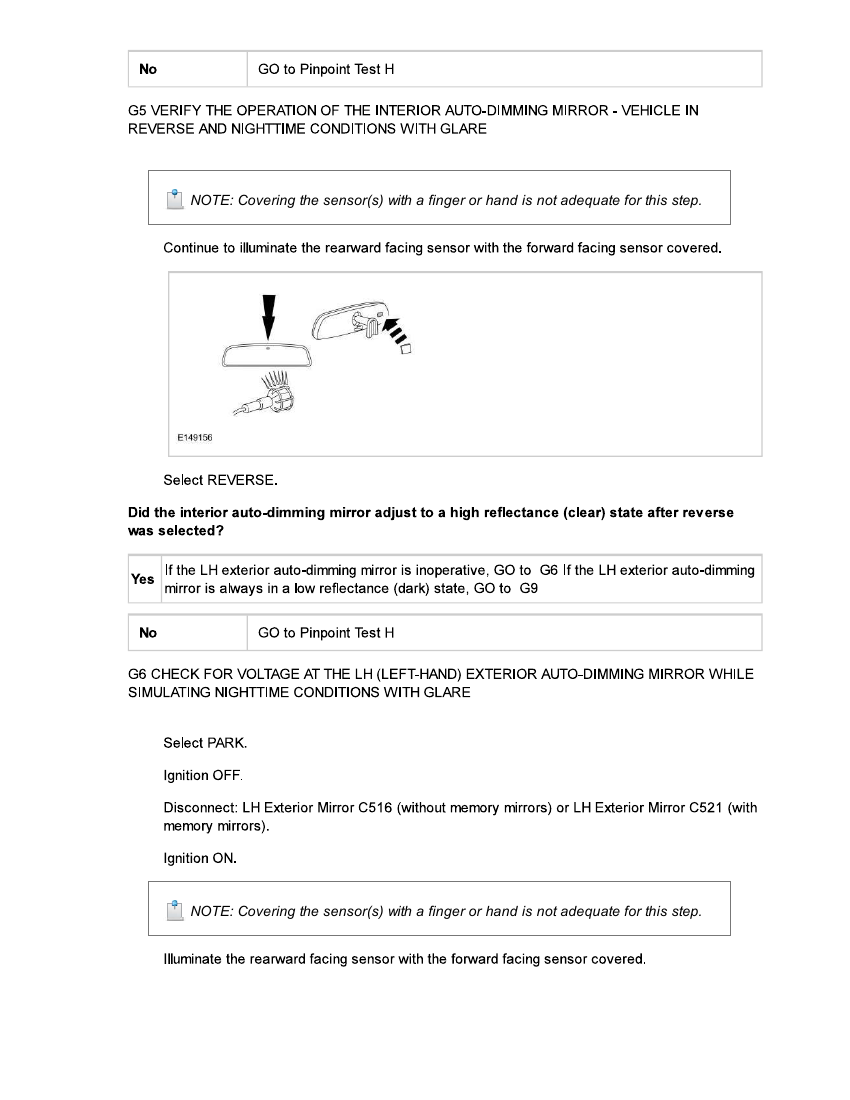 No GO to Pinpoint Test H
G5 VERIFY THE OPERATION OF THE INTERIOR AUTO-DIMMING MIRROR - VEHICLE IN
REVERSE AND NIGHTTIME CONDITIONS WITH GLARE
NOTE: Covering the sensor(s) with a finger or hand is not adequate for this step.
Continue to illuminate the rearward facing sensor with the forward facing sensor covered.
E149156
Select REVERSE.
Did the interior auto-dimming mirror adjust to a high reflectance (clear) state after reverse
was selected?
Yes If the LH exterior auto-dimming mirror is inoperative, GO to G6 If the LH exterior auto-dimming
mirror is always in a low reflectance (dark) state, GO to G9
No GO to Pinpoint Test H
G6 CHECK FOR VOLTAGE AT THE LH (LEFT-HAND) EXTERIOR AUTO-DIMMING MIRROR WHILE
SIMULATING NIGHTTIME CONDITIONS WITH GLARE
Select PARK.
Ignition OFF.
Disconnect: LH Exterior Mirror C516 (without memory mirrors) or LH Exterior Mirror C521 (with
memory mirrors).
Ignition ON.
NOTE: Covering the sensor(s) with a finger or hand is not adequate for this step.
Illuminate the rearward facing sensor with the forward facing sensor covered.